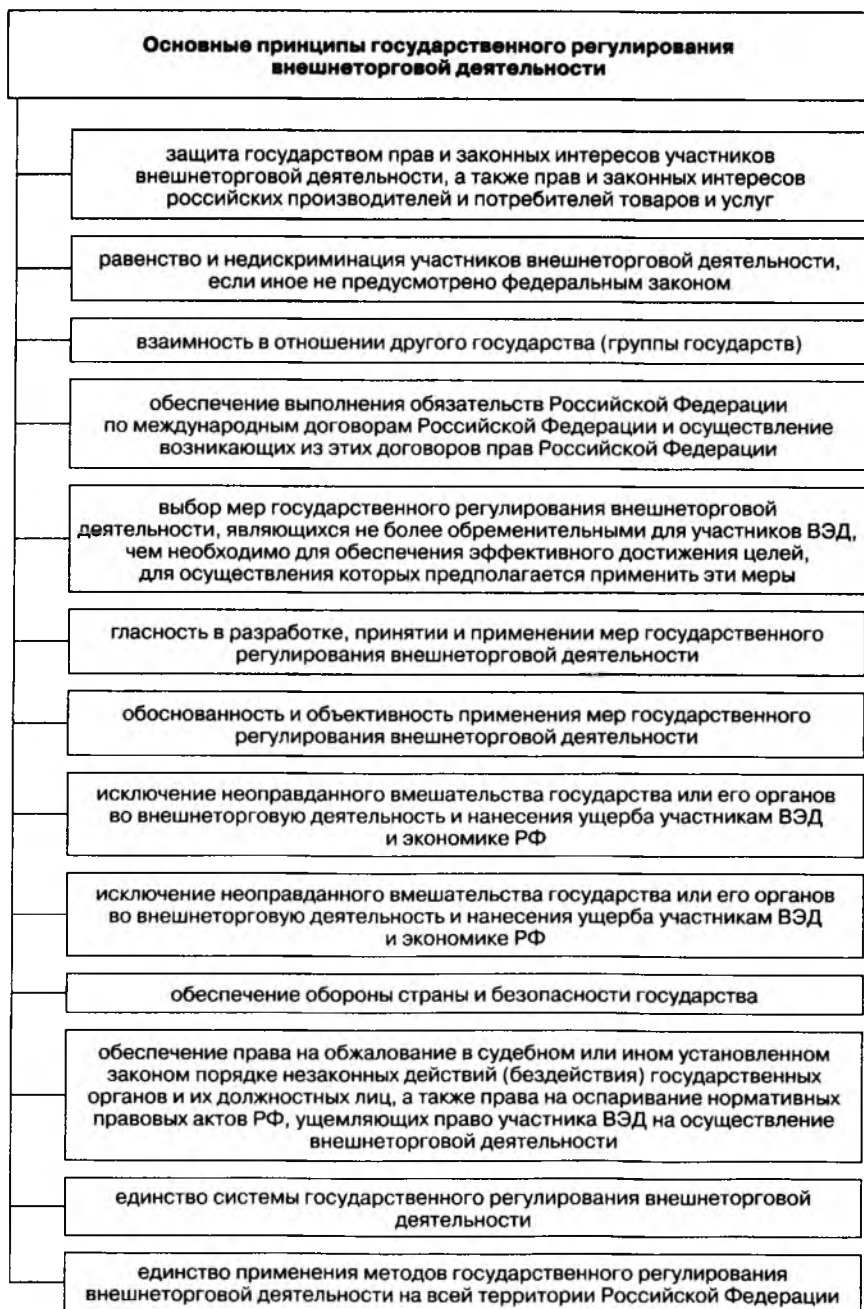 Основные принципы государственного регулирования
внешнеторговой деятельности
защита государством прав и законных интересов участников
внешнеторговой деятельности, а также прав и законных интересов
российских производителей и потребителей товаров и услуг
равенство и недискриминация участников внешнеторговой деятельности,
если иное не предусмотрено федеральным законом
взаимность в отношении другого государства (группы государств)
обеспечение выполнения обязательств Российской Федерации
по международным договорам Российской Федерации и осуществление
возникающих из этих договоров прав Российской Федерации
выбор мер государственного регулирования внешнеторговой
деятельности, являющихся не более обременительными для участников ВЭД,
чем необходимо для обеспечения эффективного достижения целей,
для осуществления которых предполагается применить эти меры
гласность в разработке, принятии и применении мер государственного
регулирования внешнеторговой деятельности
обоснованность и объективность применения мер государственного
регулирования внешнеторговой деятельности
исключение неоправданного вмешательства государства или его органов
во внешнеторговую деятельность и нанесения ущерба участникам ВЭД
и экономике РФ
исключение неоправданного вмешательства государства или его органов
во внешнеторговую деятельность и нанесения ущерба участникам ВЭД
и экономике РФ
обеспечение обороны страны и безопасности государства
обеспечение права на обжалование в судебном или ином установленном
законом порядке незаконных действий (бездействия) государственных
органов и их должностных лиц, а также права на оспаривание нормативных
правовых актов РФ, ущемляющих право участника ВЭД на осуществление
внешнеторговой деятельности
единство системы государственного регулирования внешнеторговой
деятельности
единство применения методов государственного регулирования
внешнеторговой деятельности на всей территории Российской Федерации